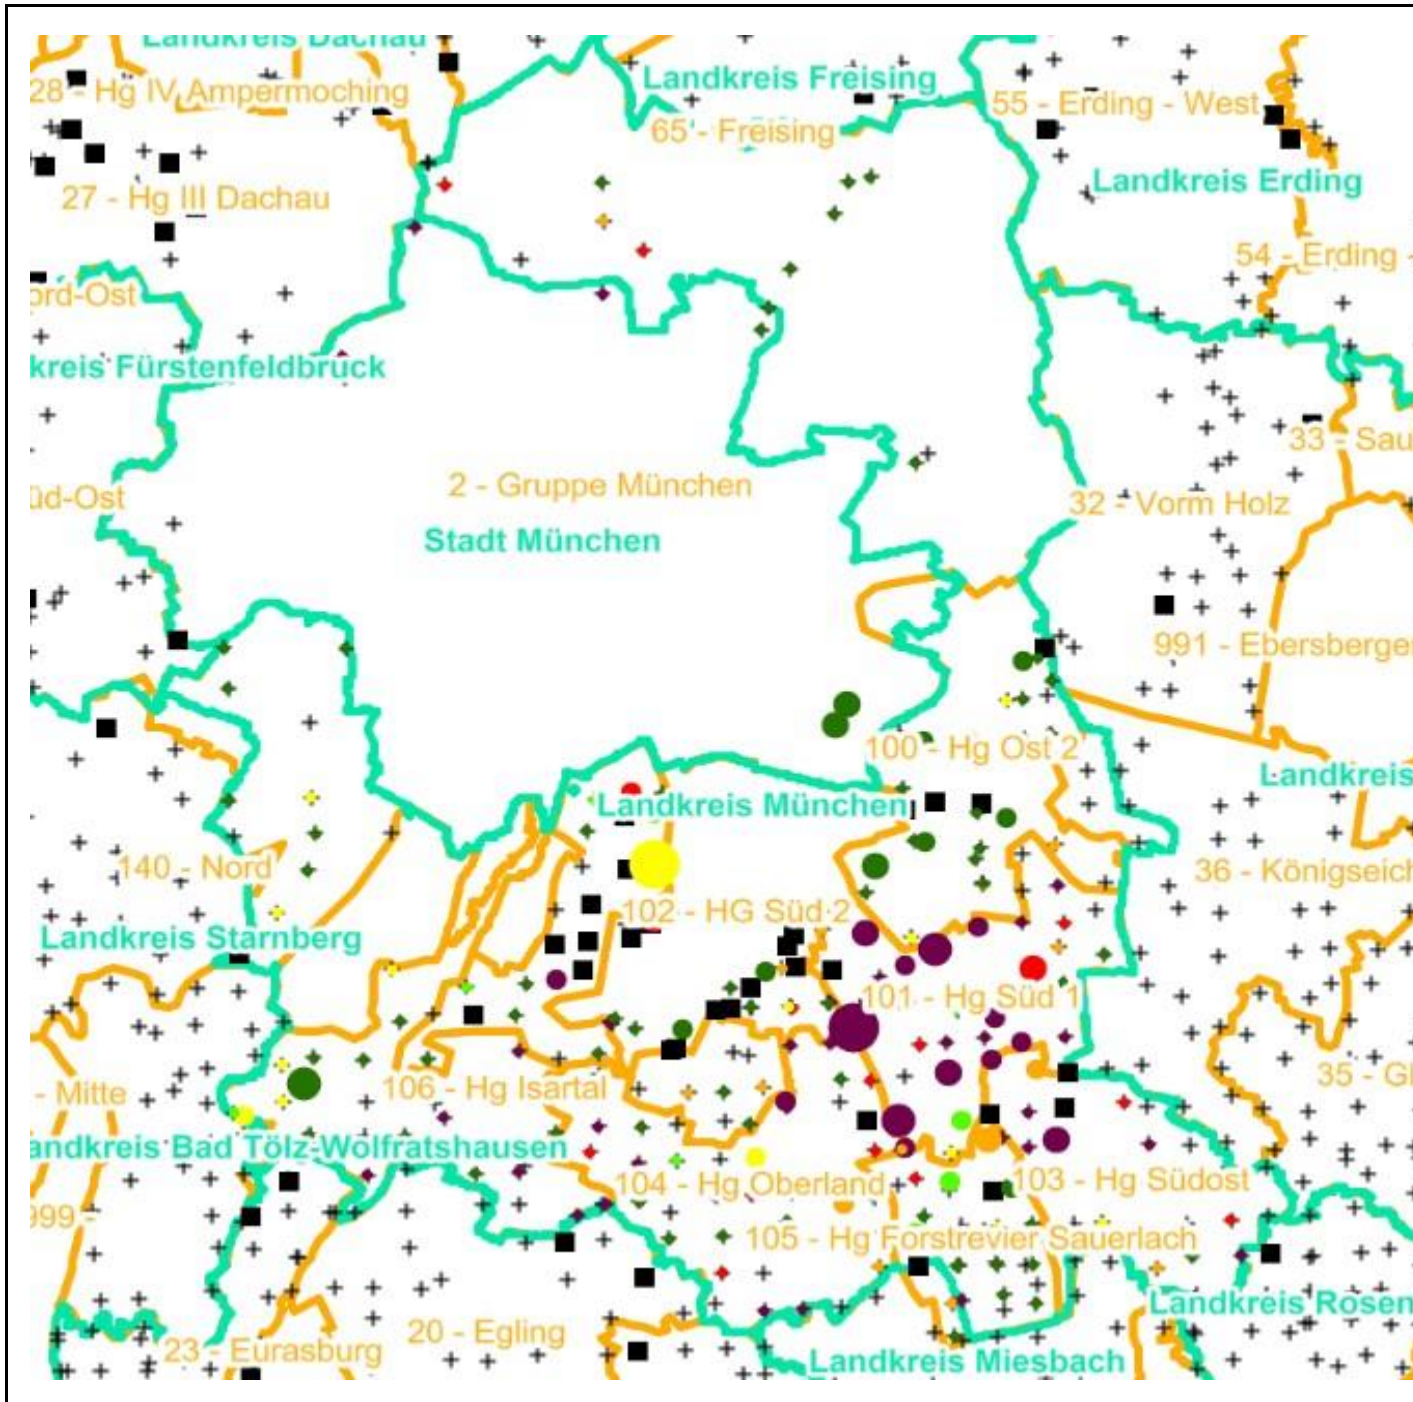 Landkreis Dachau
Landkreis Freising
28 - Hg IV Ampermoching
55 - Erding - West
65 - Freising
Landkreis Erding
27 - Hg III Dachau
54 - Erding -
ord-Ost
kreis Fürstenfeldbruck
33 - Sau
2 - Gruppe München
üd-Ost
32 - Vorm Holz
Stadt München
991 - Ebersberger
100 - Hg Ost 2
Landkreis
Landkreis München
140 - Nord
36 - Königseich
102 - HG Süd 2
Landkreis Starnberg
101 - Hg Süd 1
35 - Gl
106 - Hg Isartal
- Mitte
andkreis Bad Tölz-Wolfratshausen
104 - Hg Oberland
103 - Hg Südost
999 -
105 - Hg Forstrevier Sauerlach
Landkreis Rosen
20 - Egling
23 - Eurasburg
Landkreis Miesbach